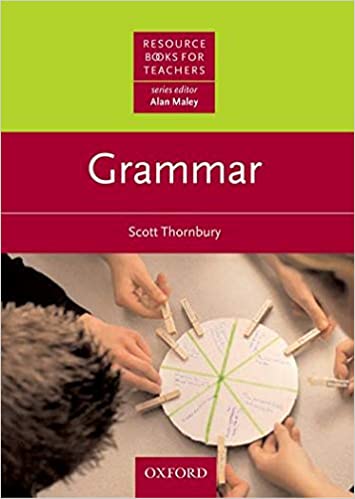 RESOURCE
BOOKS FOR
TEACHERS
series editor
Alan Maley
Grammar
Scott Thornbury
OXFORD